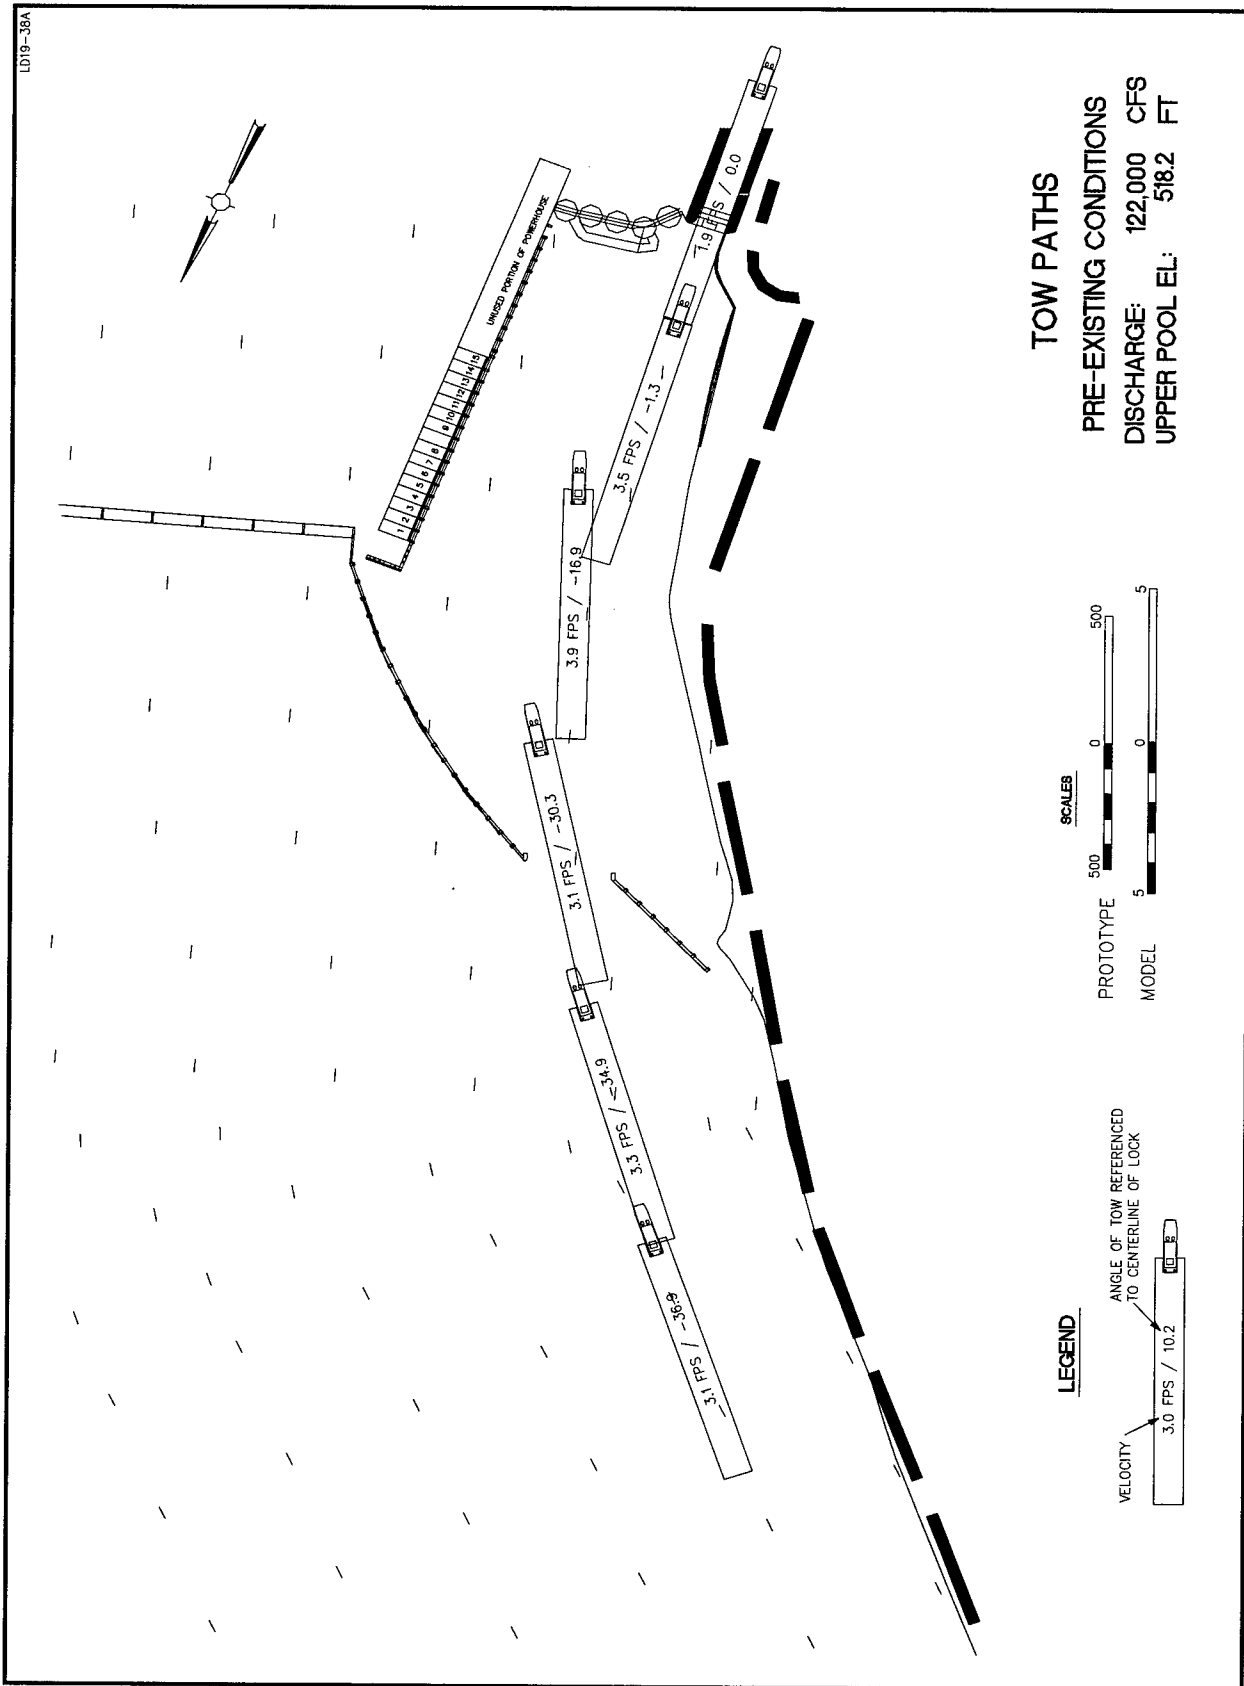 LD19-38A
UNUSED PORTION OF POWERHOUSE
1 2 3 4 5 6 7 8 9 10 11 12 13 14 15
1.9 FPS / 0.0
3.5 FPS / -1.3
3.9 FPS / -16.9
3.1 FPS / -30.3
3.3 FPS / -34.9
3.1 FPS / -36.9
TOW PATHS
PRE-EXISTING CONDITIONS
DISCHARGE: 122,000 CFS
UPPER POOL EL: 518.2 FT
SCALES
PROTOTYPE 500 0 500
MODEL 5 0 5
LEGEND
VELOCITY
ANGLE OF TOW REFERENCED
TO CENTERLINE OF LOCK
3.0 FPS / 10.2